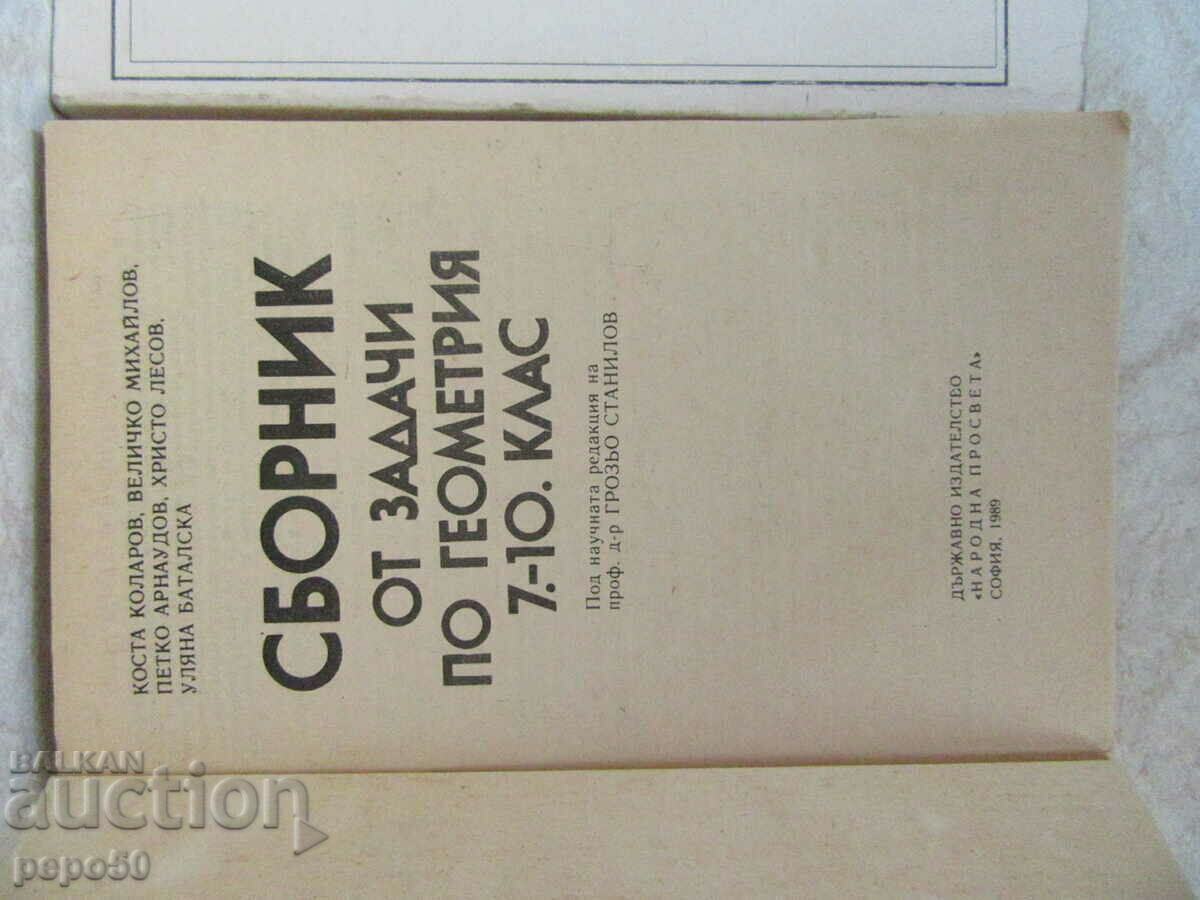 КОСТА КОЛАРОВ, ВЕЛИЧКО МИХАЙЛОВ,
ПЕТКО АРНАУДОВ, ХРИСТО ЛЕСОВ,
УЛЯНА БАТАЛСКА
СБОРНИК
ОТ ЗАДАЧИ
ПО ГЕОМЕТРИЯ
7.-10. КЛАС
Под научната редакция на
проф. д-р ГРОЗЬО СТАНИЛОВ
ДЪРЖАВНО ИЗДАТЕЛСТВО
«НАРОДНА ПРОСВЕТА»
СОФИЯ, 1989
BALKAN
auction
pepo50